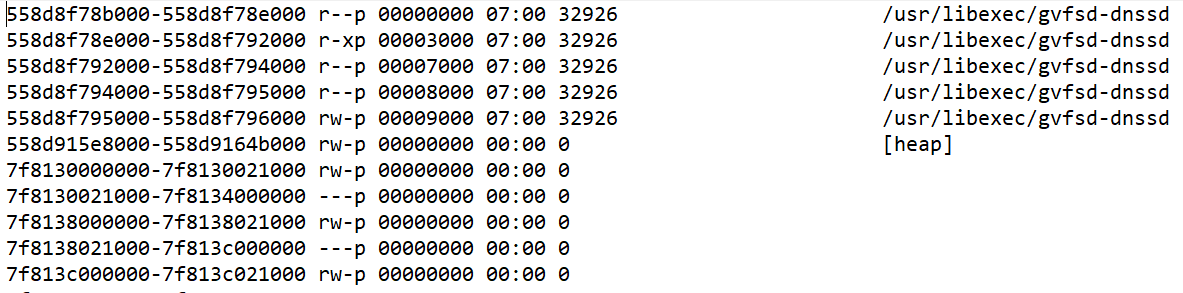 558d8f78b000-558d8f78e000 r--p 00000000 07:00 32926 /usr/libexec/gvfsd-dnssd
558d8f78e000-558d8f792000 r-xp 00003000 07:00 32926 /usr/libexec/gvfsd-dnssd
558d8f792000-558d8f794000 r--p 00007000 07:00 32926 /usr/libexec/gvfsd-dnssd
558d8f794000-558d8f795000 r--p 00008000 07:00 32926 /usr/libexec/gvfsd-dnssd
558d8f795000-558d8f796000 rw-p 00009000 07:00 32926 /usr/libexec/gvfsd-dnssd
558d915e8000-558d9164b000 rw-p 00000000 00:00 0 [heap]
7f8130000000-7f8130021000 rw-p 00000000 00:00 0
7f8130021000-7f8134000000 ---p 00000000 00:00 0
7f8138000000-7f8138021000 rw-p 00000000 00:00 0
7f8138021000-7f813c000000 ---p 00000000 00:00 0
7f813c000000-7f813c021000 rw-p 00000000 00:00 0